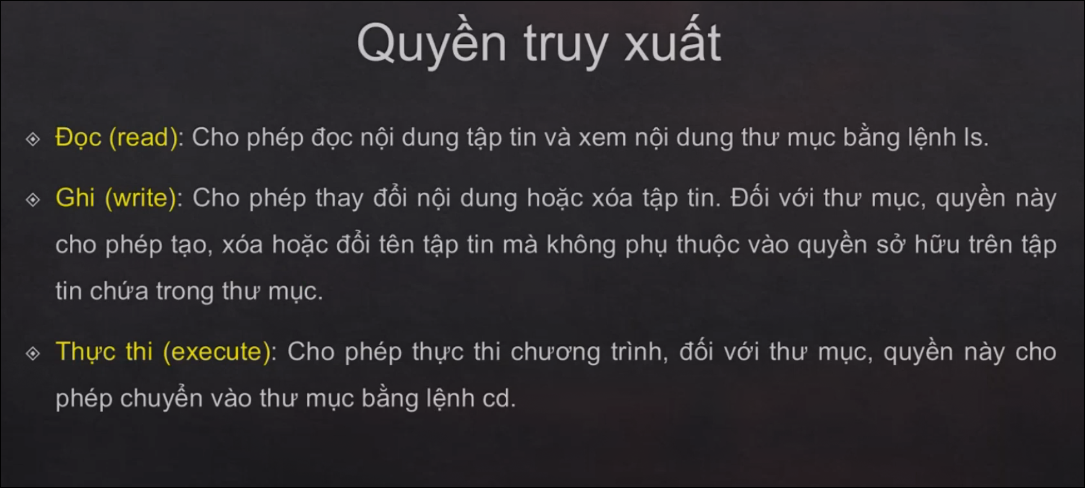 Quyền truy xuất
Đọc (read): Cho phép đọc nội dung tập tin và xem nội dung thư mục bằng lệnh ls.
Ghi (write): Cho phép thay đổi nội dung hoặc xóa tập tin. Đối với thư mục, quyền này
cho phép tạo, xóa hoặc đổi tên tập tin mà không phụ thuộc vào quyền sở hữu trên tập
tin chứa trong thư mục.
Thực thi (execute): Cho phép thực thi chương trình, đối với thư mục, quyền này cho
phép chuyển vào thư mục bằng lệnh cd.